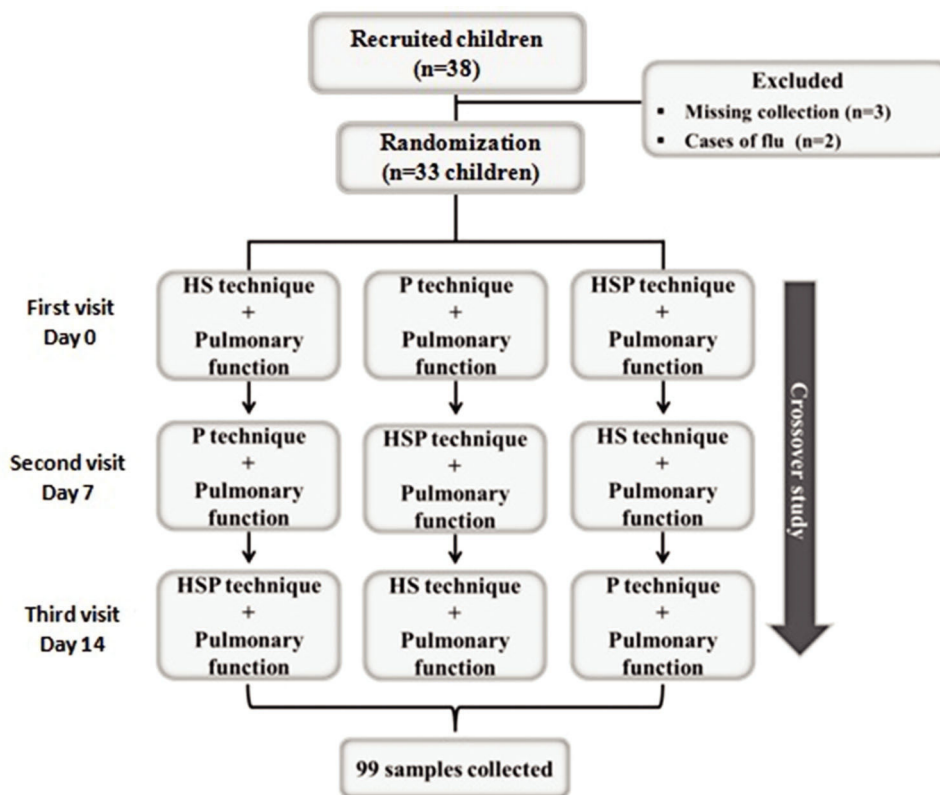 Recruited children
(n=38)
Excluded
▪ Missing collection (n=3)
▪ Cases of flu (n=2)
Randomization
(n=33 children)
First visit
Day 0
HS technique
+
Pulmonary
function
P technique
+
Pulmonary
function
HSP technique
+
Pulmonary
function
Second visit
Day 7
P technique
+
Pulmonary
function
HSP technique
+
Pulmonary
function
HS technique
+
Pulmonary
function
Third visit
Day 14
HSP technique
+
Pulmonary
function
HS technique
+
Pulmonary
function
P technique
+
Pulmonary
function
Crossover study
99 samples collected